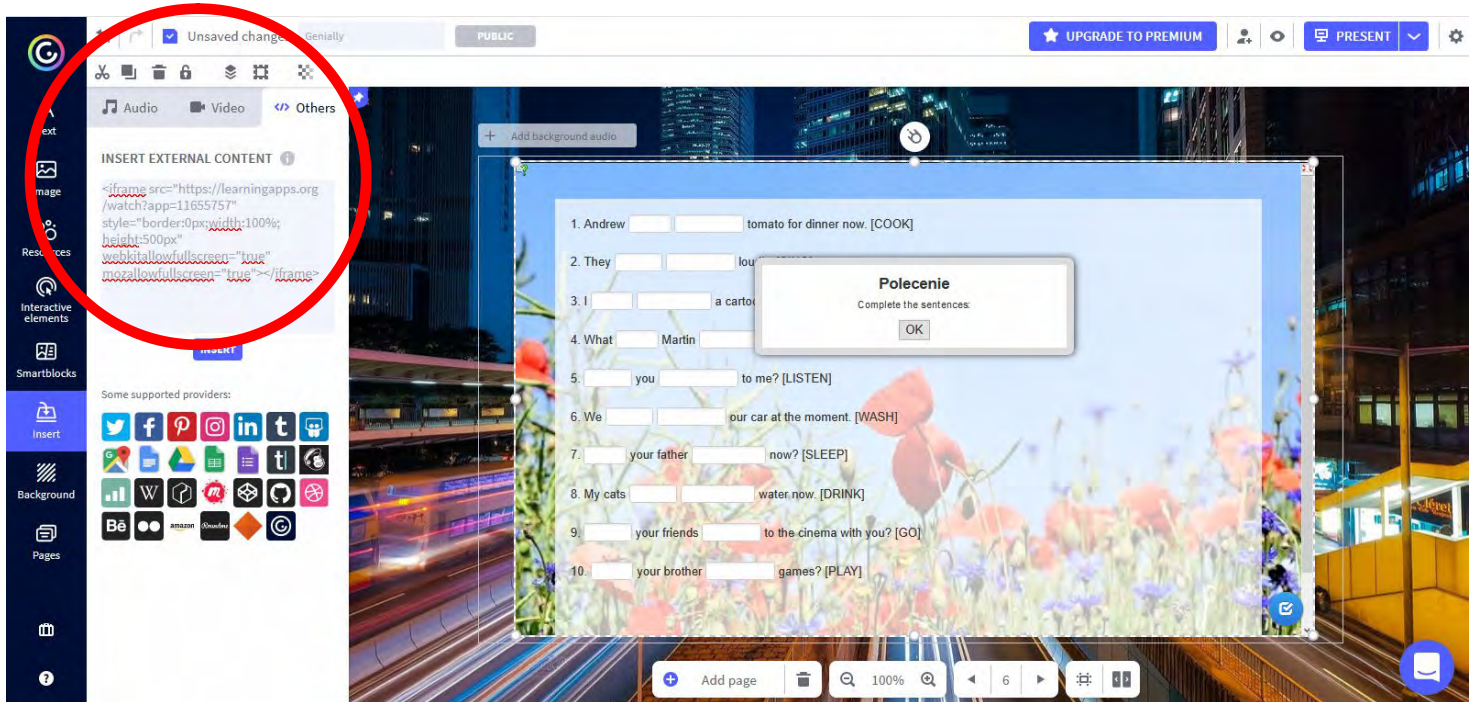 Unsaved changes Genially
PUBLIC
UPGRADE TO PREMIUM
PRESENT
Audio
Video
</> Others
INSERT EXTERNAL CONTENT
<iframe src="https://learningapps.org
/watch?app=11655757"
style="border:0px;width:100%;
height:500px"
webkitallowfullscreen="true"
mozallowfullscreen="true"></iframe>
INSERT
Some supported providers:
Resources
Interactive
elements
Smartblocks
Insert
Background
Pages
+ Add background audio
1. Andrew tomato for dinner now. [COOK]
2. They
3. I a
4. What Martin
5. you to me? [LISTEN]
6. We our car at the moment. [WASH]
7. your father now? [SLEEP]
8. My cats water now. [DRINK]
9. your friends to the cinema with you? [GO]
10. your brother games? [PLAY]
Polecenie
Complete the sentences:
OK
Add page
100%
6